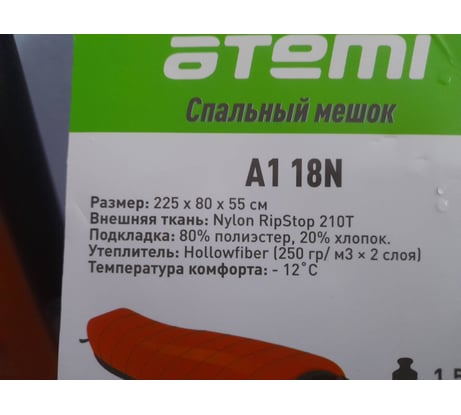 atemi
Спальный мешок
A1 18N
Размер: 225 x 80 x 55 см
Внешняя ткань: Nylon RipStop 210T
Подкладка: 80% полиэстер, 20% хлопок.
Утеплитель: Hollowfiber (250 гр/ м3 × 2 слоя)
Температура комфорта: - 12˚C